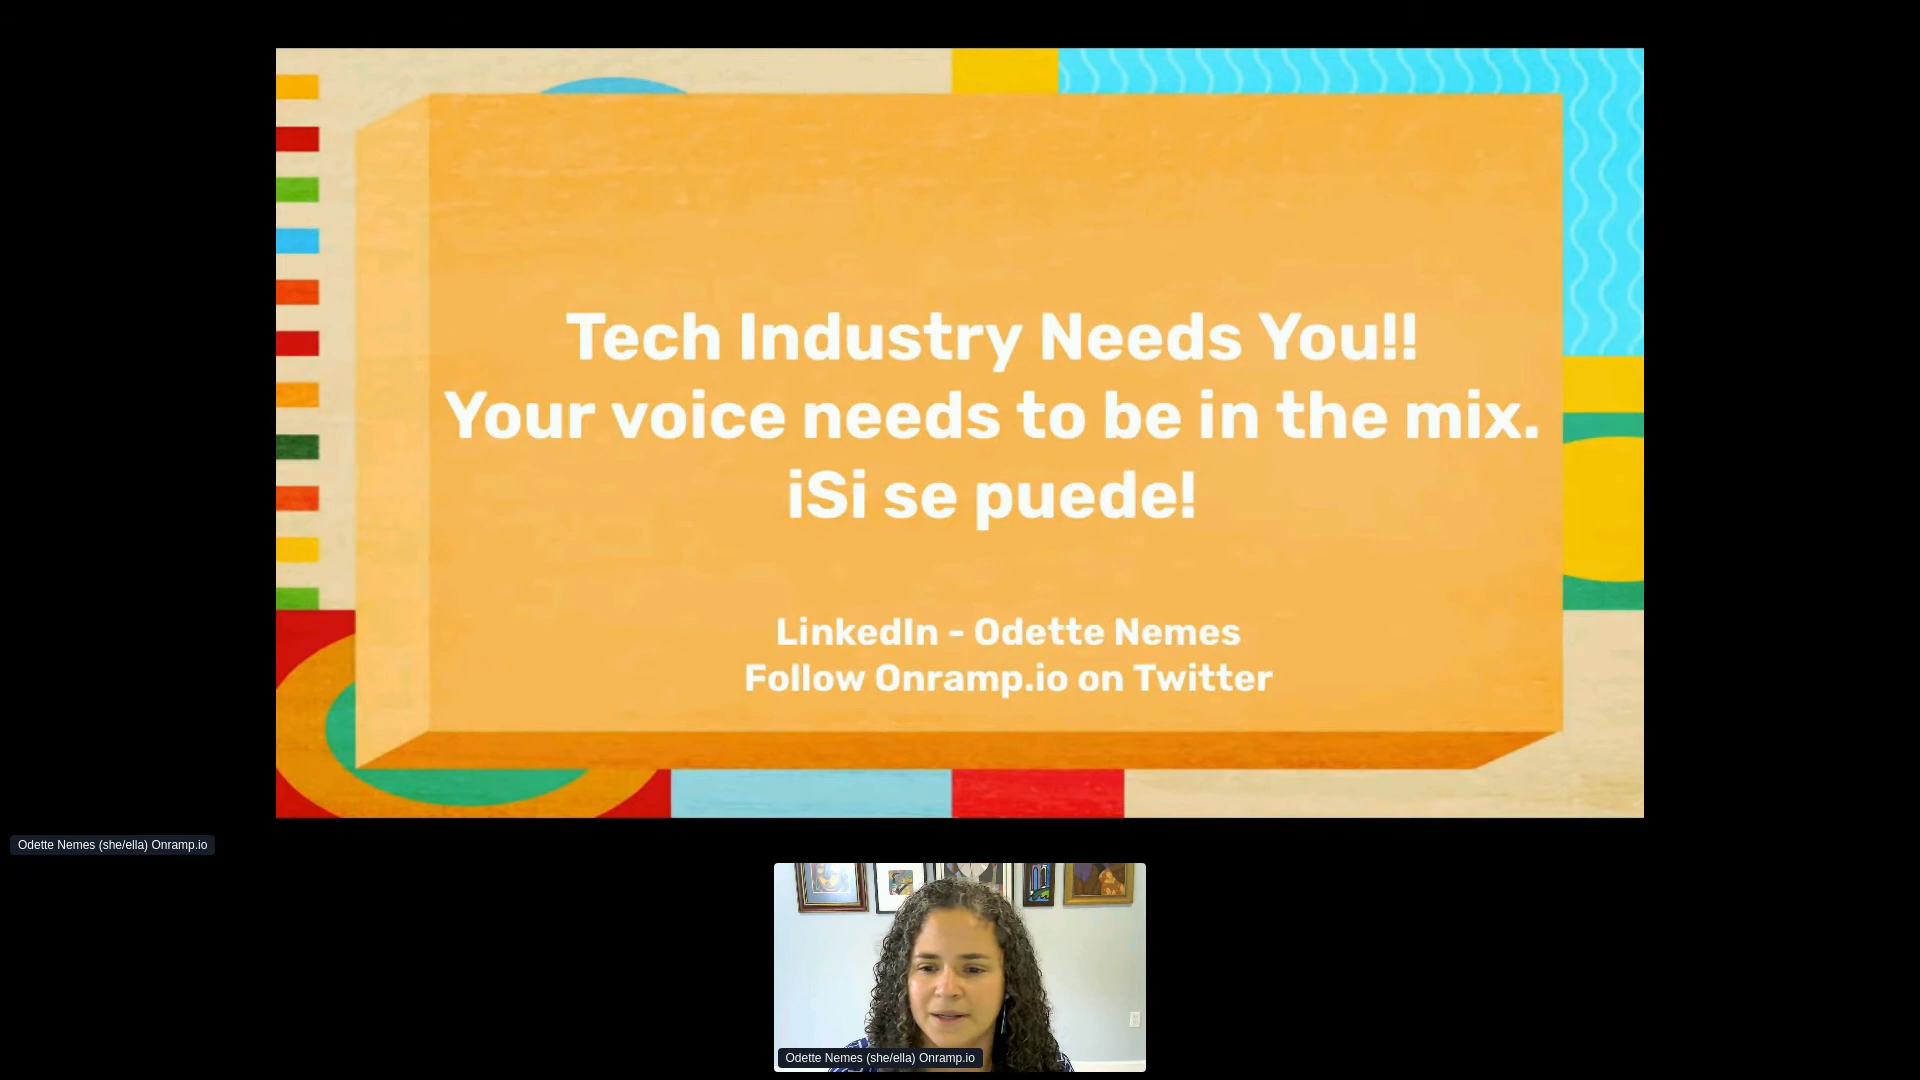 Tech Industry Needs You!!
Your voice needs to be in the mix.
iSi se puede!
LinkedIn - Odette Nemes
Follow Onramp.io on Twitter
Odette Nemes (she/ella) Onramp.io
Odette Nemes (she/ella) Onramp.io